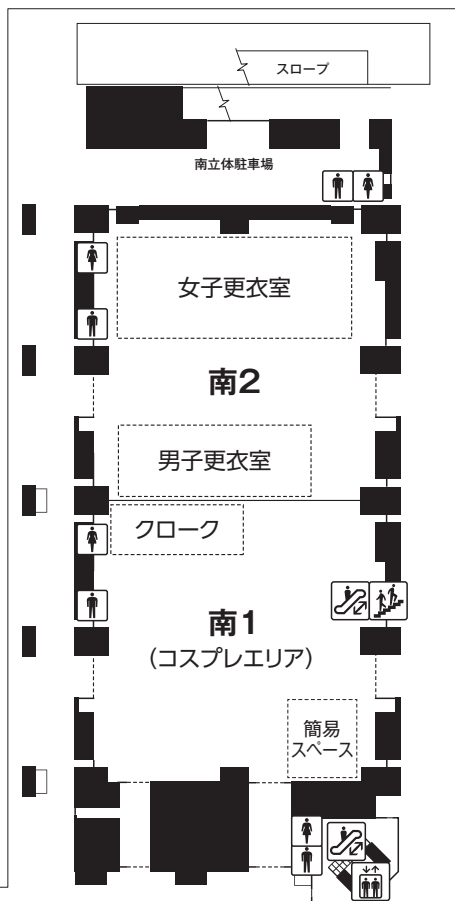 スロープ
南立体駐車場
女子更衣室
南2
男子更衣室
クローク
南1
（コスプレエリア）
簡易
スペース